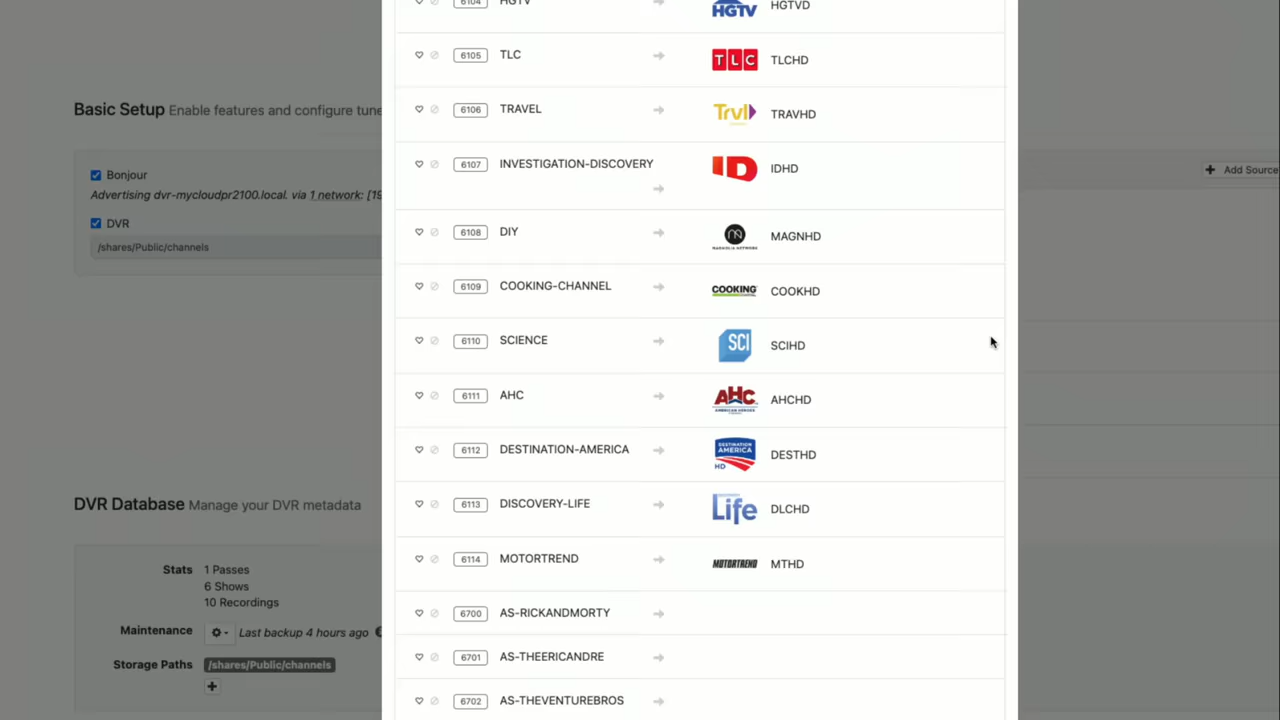 6104 HGTV HGTV HGTVD
6105 TLC TLC TLCHD
Basic Setup Enable features and configure tune
6106 TRAVEL Trvl TRAVHD
6107 INVESTIGATION-DISCOVERY ID IDHD
Bonjour
Add Source
Advertising dvr-mycloudpr2100.local. via 1 network: [19
DVR
6108 DIY MAGNOLIA NETWORK MAGNHD
/shares/Public/channels
6109 COOKING-CHANNEL COOKING COOKHD
6110 SCIENCE SCI SCIHD
6111 AHC AHC AMERICAN HEROES AHCHD
6112 DESTINATION-AMERICA DESTINATION AMERICA HD DESTHD
DVR Database Manage your DVR metadata
6113 DISCOVERY-LIFE Life DLCHD
6114 MOTORTREND MOTORTREND MTHD
Stats 1 Passes
6 Shows
10 Recordings
6700 AS-RICKANDMORTY
Maintenance Last backup 4 hours ago
6701 AS-THEERICANDRE
Storage Paths /shares/Public/channels
6702 AS-THEVENTUREBROS